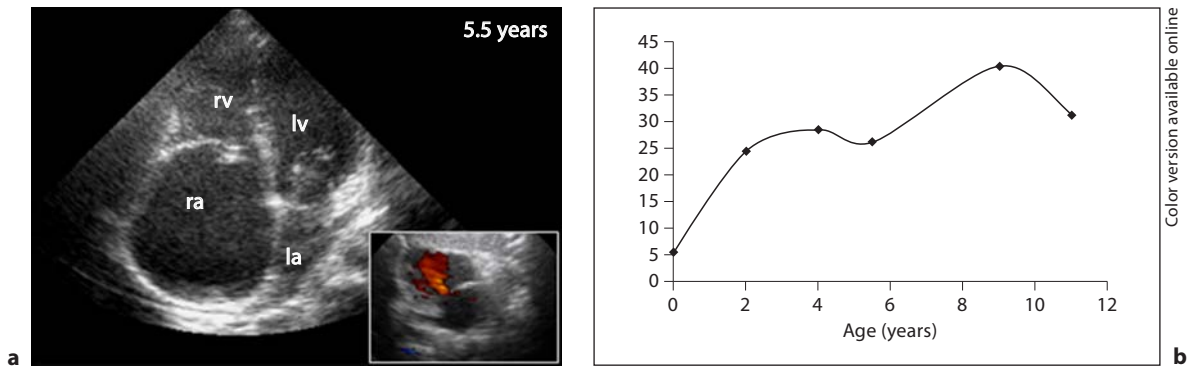 5.5 years
rv
lv
ra
la
a
45
40
35
30
25
20
15
10
5
0
0 2 4 6 8 10 12
Age (years)
b
Color version available online